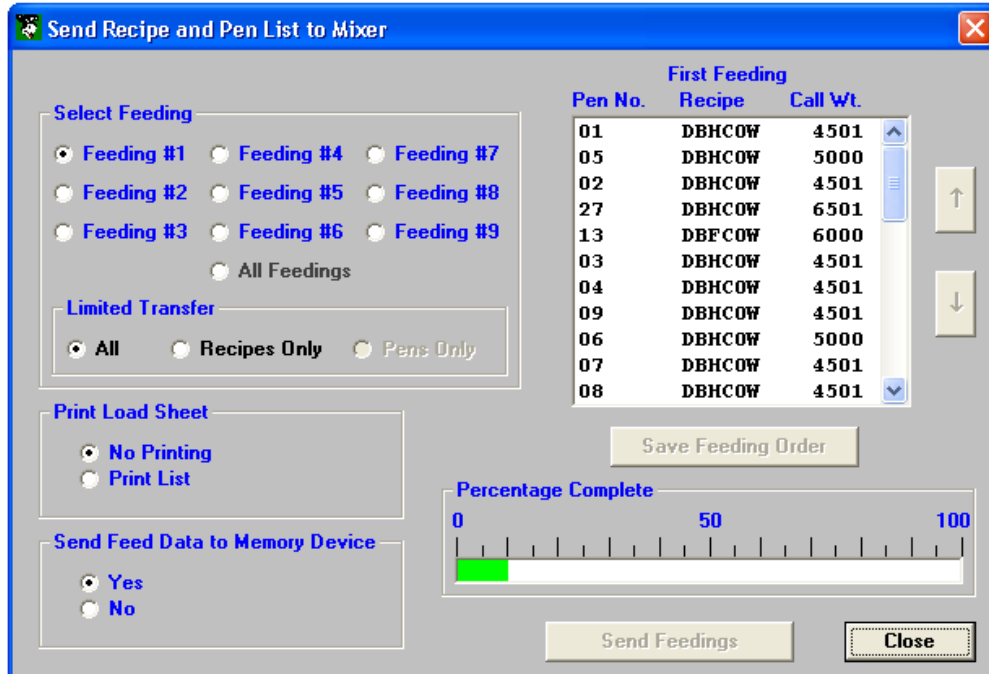 Send Recipe and Pen List to Mixer
Select Feeding
Feeding #1 Feeding #4 Feeding #7
Feeding #2 Feeding #5 Feeding #8
Feeding #3 Feeding #6 Feeding #9
All Feedings
Limited Transfer
All Recipes Only Pens Only
Print Load Sheet
No Printing
Print List
Send Feed Data to Memory Device
Yes
No
First Feeding
Pen No. Recipe Call Wt.
01 DBHCOW 4501
05 DBHCOW 5000
02 DBHCOW 4501
27 DBHCOW 6501
13 DBFCOW 6000
03 DBHCOW 4501
04 DBHCOW 4501
09 DBHCOW 4501
06 DBHCOW 5000
07 DBHCOW 4501
08 DBHCOW 4501
Save Feeding Order
Percentage Complete
0 50 100
Send Feedings Close